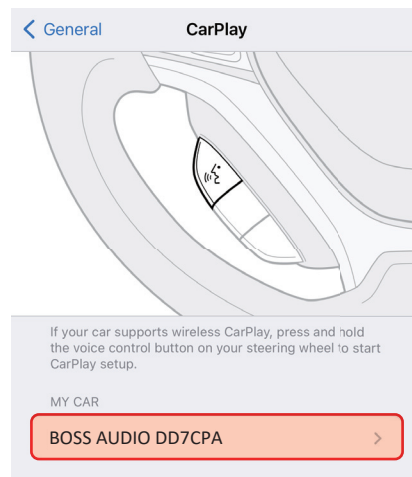 General
CarPlay
If your car supports wireless CarPlay, press and hold
the voice control button on your steering wheel to start
CarPlay setup.
MY CAR
BOSS AUDIO DD7CPA